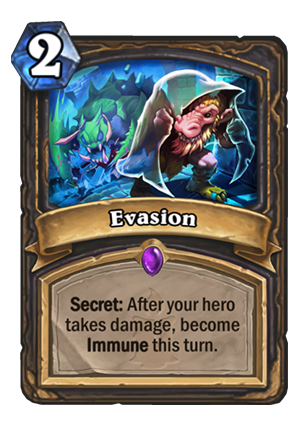 2
Evasion
Secret: After your hero
takes damage, become
Immune this turn.